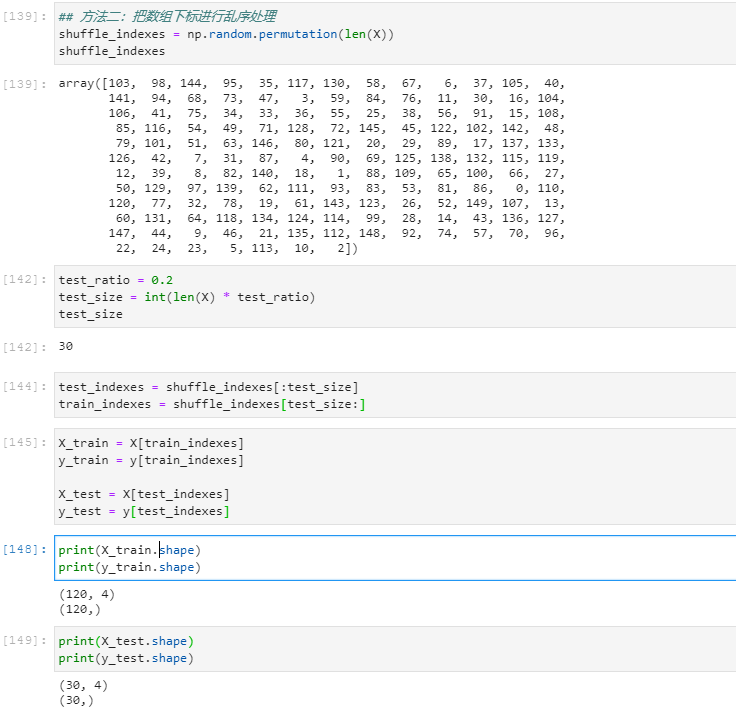 [139]: ## 方法二：把数组下标进行乱序处理
shuffle_indexes = np.random.permutation(len(X))
shuffle_indexes
[139]: array([103,  98, 144,  95,  35, 117, 130,  58,  67,   6,  37, 105,  40,
141,  94,  68,  73,  47,   3,  59,  84,  76,  11,  30,  16, 104,
106,  41,  75,  34,  33,  36,  55,  25,  38,  56,  91,  15, 108,
85, 116,  54,  49,  71, 128,  72, 145,  45, 122, 102, 142,  48,
79, 101,  51,  63, 146,  80, 121,  20,  29,  89,  17, 137, 133,
126,  42,   7,  31,  87,   4,  90,  69, 125, 138, 132, 115, 119,
12,  39,   8,  82, 140,  18,   1,  88, 109,  65, 100,  66,  27,
50, 129,  97, 139,  62, 111,  93,  83,  53,  81,  86,   0, 110,
120,  77,  32,  78,  19,  61, 143, 123,  26,  52, 149, 107,  13,
60, 131,  64, 118, 134, 124, 114,  99,  28,  14,  43, 136, 127,
147,  44,   9,  46,  21, 135, 112, 148,  92,  74,  57,  70,  96,
22,  24,  23,   5, 113,  10,   2])
[142]: test_ratio = 0.2
test_size = int(len(X) * test_ratio)
test_size
[142]: 30
[144]: test_indexes = shuffle_indexes[:test_size]
train_indexes = shuffle_indexes[test_size:]
[145]: X_train = X[train_indexes]
y_train = y[train_indexes]
X_test = X[test_indexes]
y_test = y[test_indexes]
[148]: print(X_train.shape)
print(y_train.shape)
(120, 4)
(120,)
[149]: print(X_test.shape)
print(y_test.shape)
(30, 4)
(30,)